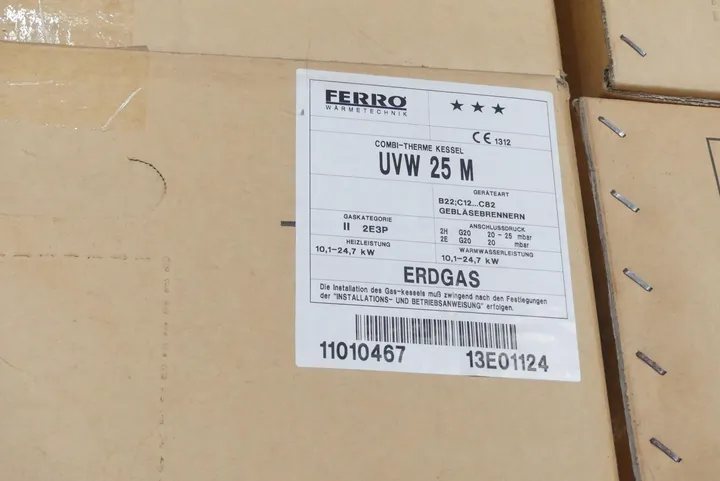 FERRO
WÄRMETECHNIK
★ ★ ★
CE 1312
COMBI-THERME KESSEL
UVW 25 M
GERÄTEART
B22;C12...C82
GEBLÄSEBRENNERN
GASKATEGORIE
II 2E3P
ANSCHLUSSDRUCK
2H G20 20 - 25 mbar
2E G20 20 mbar
HEIZLEISTUNG
10,1-24,7 kW
WARMWASSERLEISTUNG
10,1-24,7 kW
ERDGAS
Die Installation des Gas-kessels muß zwingend nach den Festlegungen
der "INSTALLATIONS- UND BETRIEBSANWEISUNG" erfolgen.
11010467 13E01124